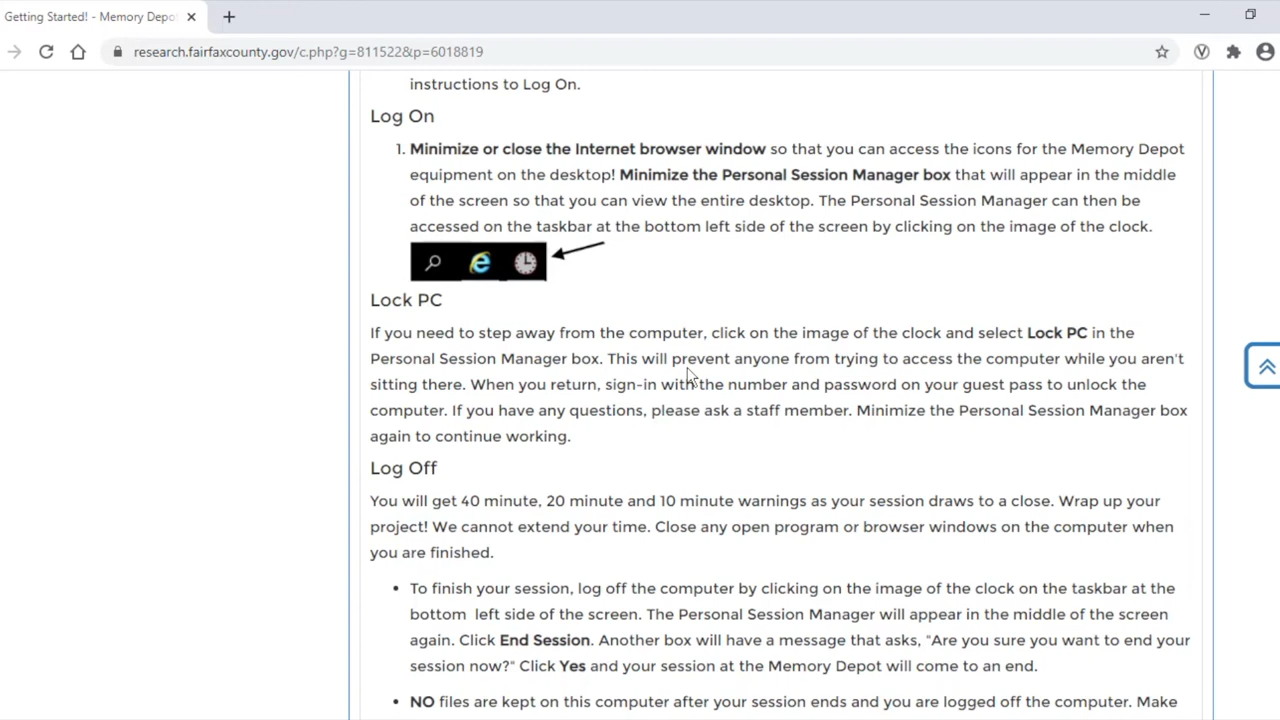 Getting Started! - Memory Depo
research.fairfaxcounty.gov/c.php?g=811522&p=6018819
instructions to Log On.
Log On
1. Minimize or close the Internet browser window so that you can access the icons for the Memory Depot
equipment on the desktop! Minimize the Personal Session Manager box that will appear in the middle
of the screen so that you can view the entire desktop. The Personal Session Manager can then be
accessed on the taskbar at the bottom left side of the screen by clicking on the image of the clock.
Lock PC
If you need to step away from the computer, click on the image of the clock and select Lock PC in the
Personal Session Manager box. This will prevent anyone from trying to access the computer while you aren't
sitting there. When you return, sign-in with the number and password on your guest pass to unlock the
computer. If you have any questions, please ask a staff member. Minimize the Personal Session Manager box
again to continue working.
Log Off
You will get 40 minute, 20 minute and 10 minute warnings as your session draws to a close. Wrap up your
project! We cannot extend your time. Close any open program or browser windows on the computer when
you are finished.
• To finish your session, log off the computer by clicking on the image of the clock on the taskbar at the
bottom left side of the screen. The Personal Session Manager will appear in the middle of the screen
again. Click End Session. Another box will have a message that asks, "Are you sure you want to end your
session now?" Click Yes and your session at the Memory Depot will come to an end.
• NO files are kept on this computer after your session ends and you are logged off the computer. Make